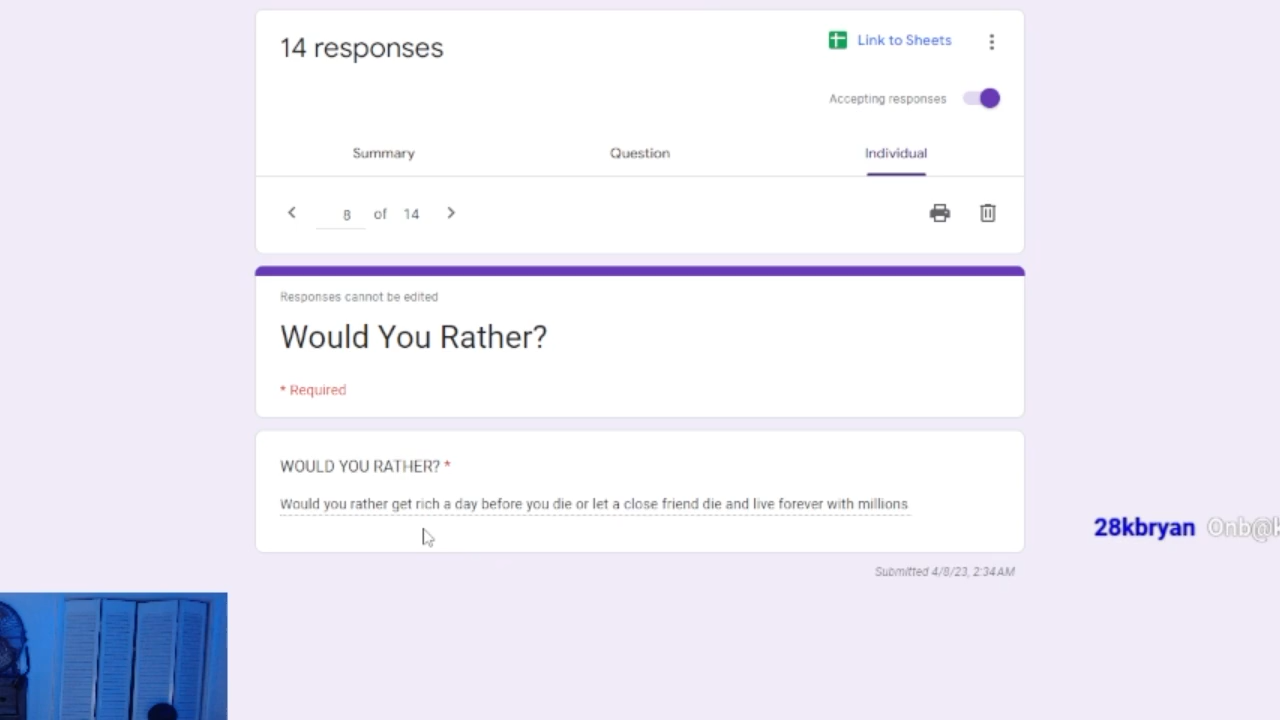 14 responses
Link to Sheets
Accepting responses
Summary Question Individual
8 of 14
Responses cannot be edited
Would You Rather?
* Required
WOULD YOU RATHER? *
Would you rather get rich a day before you die or let a close friend die and live forever with millions
28kbryan
Submitted 4/8/23, 2:34 AM